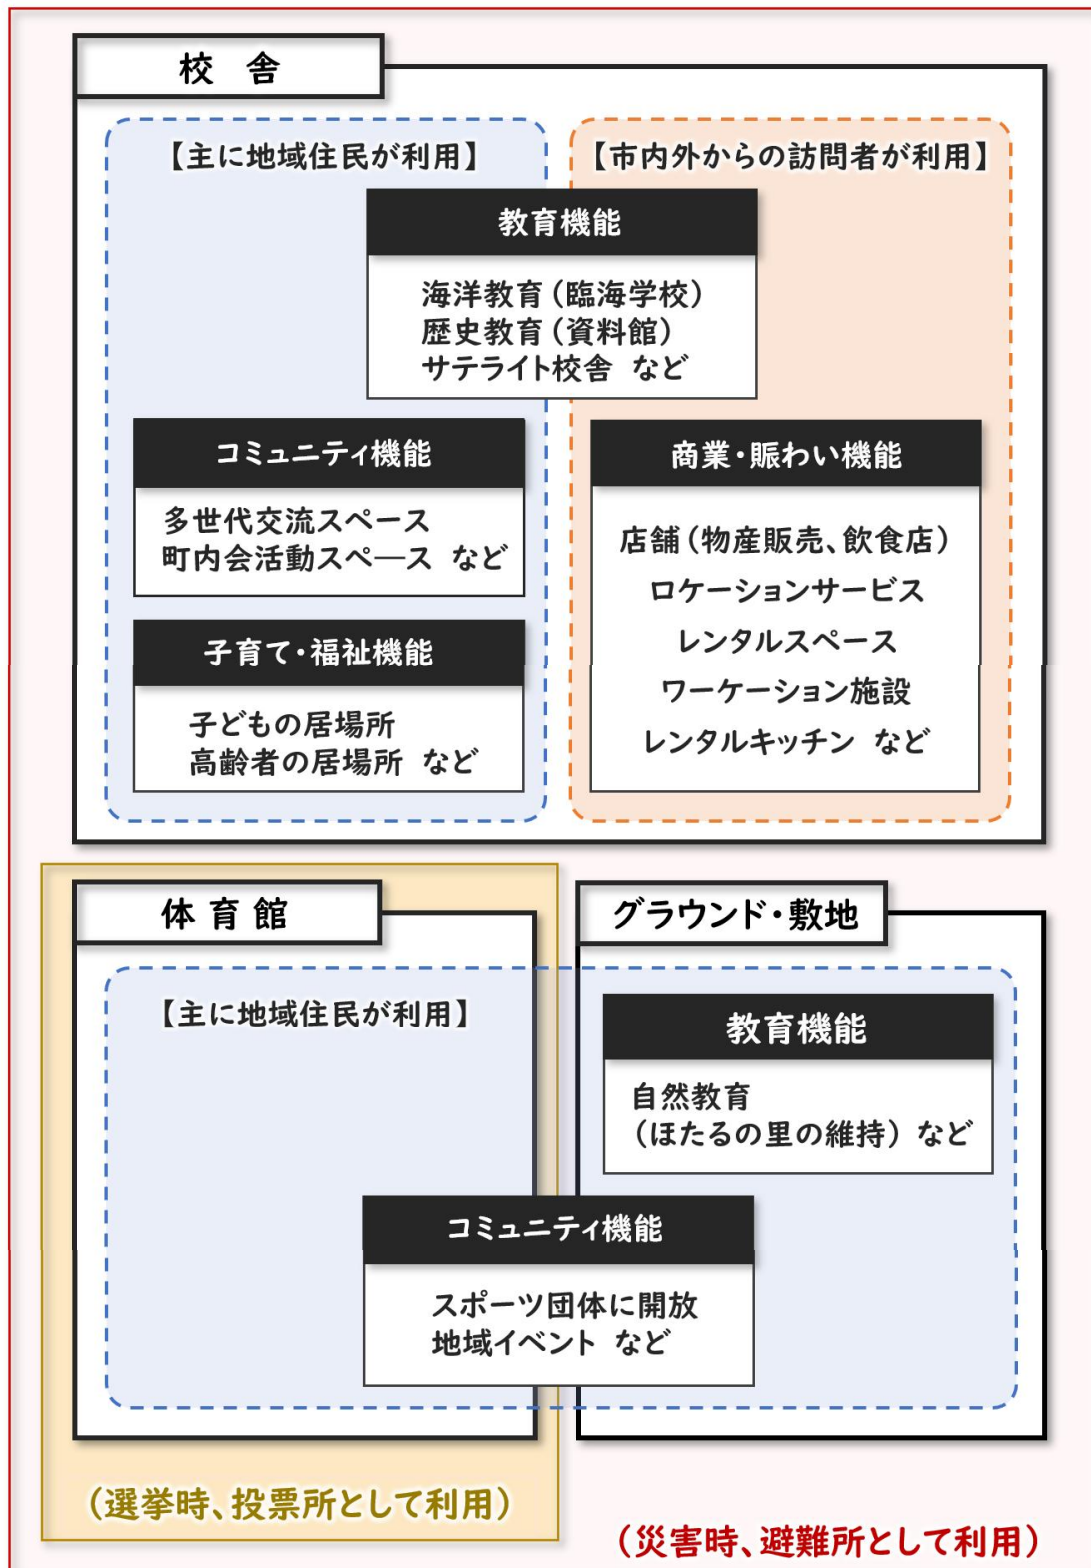 校 舎
【主に地域住民が利用】
【市内外からの訪問者が利用】
教育機能
海洋教育(臨海学校)
歴史教育(資料館)
サテライト校舎 など
コミュニティ機能
多世代交流スペース
町内会活動スペース など
子育て・福祉機能
子どもの居場所
高齢者の居場所 など
商業・賑わい機能
店舗(物産販売、飲食店)
ロケーションサービス
レンタルスペース
ワーケーション施設
レンタルキッチン など
体 育 館
【主に地域住民が利用】
グラウンド・敷地
教育機能
自然教育
(ほたるの里の維持) など
コミュニティ機能
スポーツ団体に開放
地域イベント など
(選挙時、投票所として利用)
(災害時、避難所として利用)